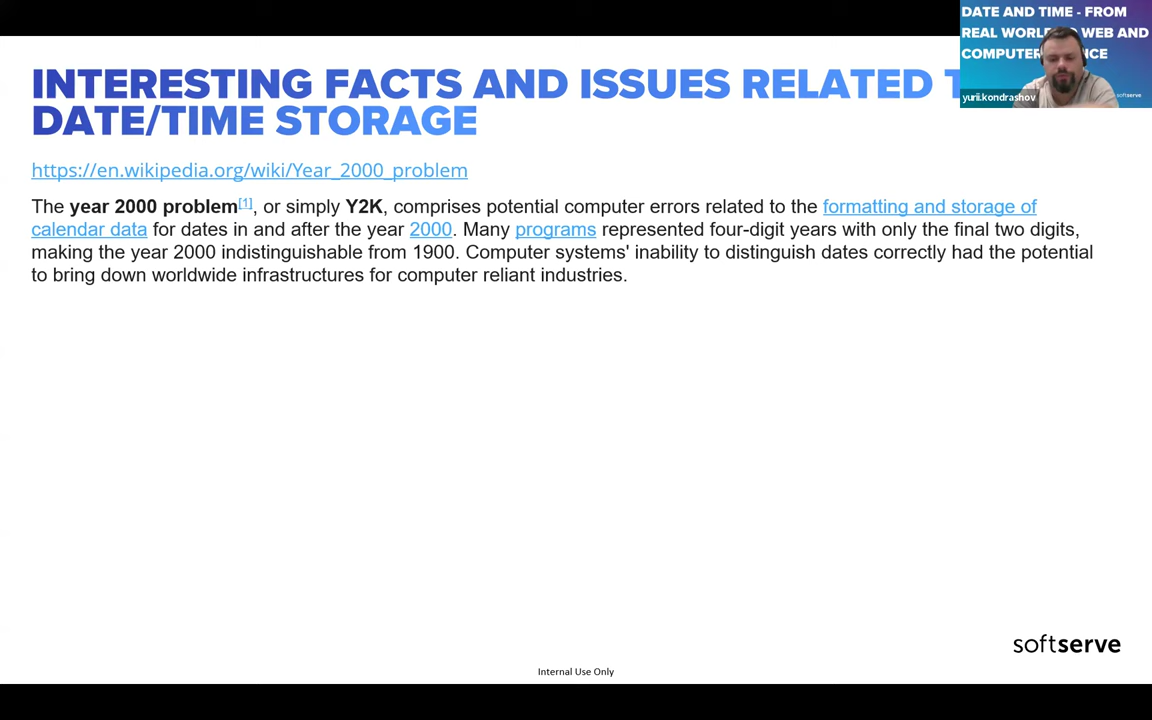 INTERESTING FACTS AND ISSUES RELATED
DATE/TIME STORAGE
https://en.wikipedia.org/wiki/Year_2000_problem
The year 2000 problem[1], or simply Y2K, comprises potential computer errors related to the formatting and storage of
calendar data for dates in and after the year 2000. Many programs represented four-digit years with only the final two digits,
making the year 2000 indistinguishable from 1900. Computer systems' inability to distinguish dates correctly had the potential
to bring down worldwide infrastructures for computer reliant industries.
DATE AND TIME - FROM
REAL WORL WEB AND
COMPUTER NCE
yurii.kondrashov
softserve
softserve
Internal Use Only